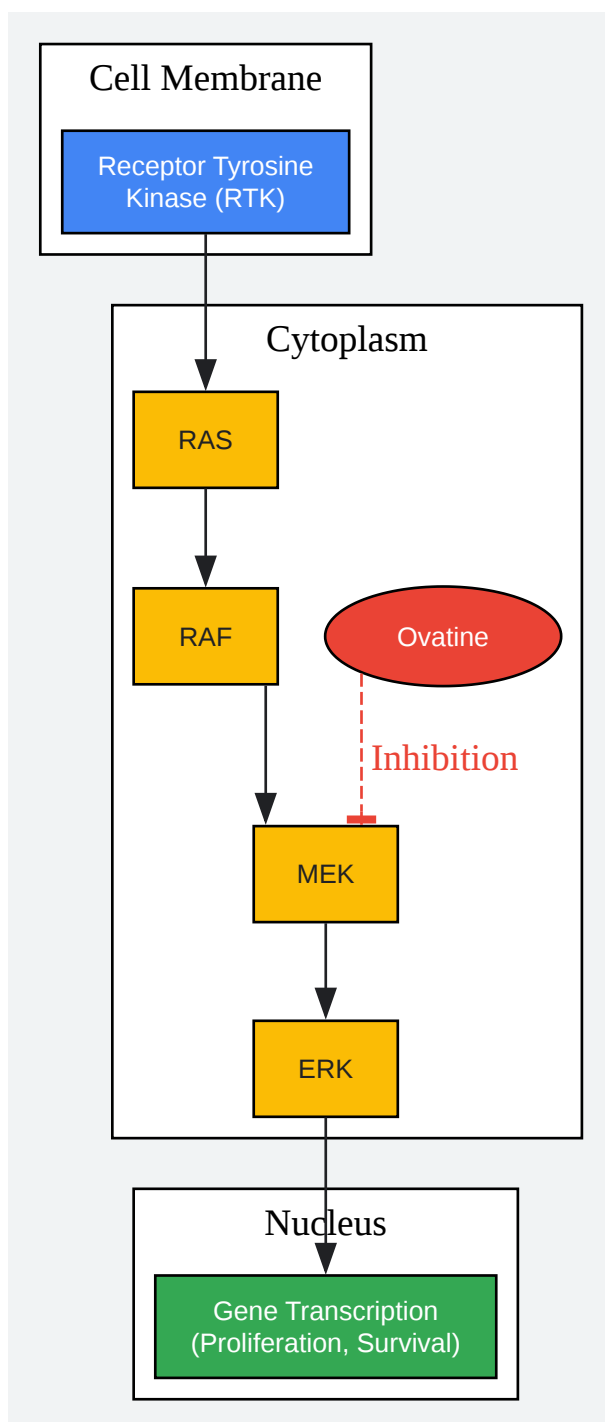 Cell Membrane
Receptor Tyrosine
Kinase (RTK)
Cytoplasm
RAS
RAF
Ovatine
Inhibition
MEK
ERK
Nucleus
Gene Transcription
(Proliferation, Survival)